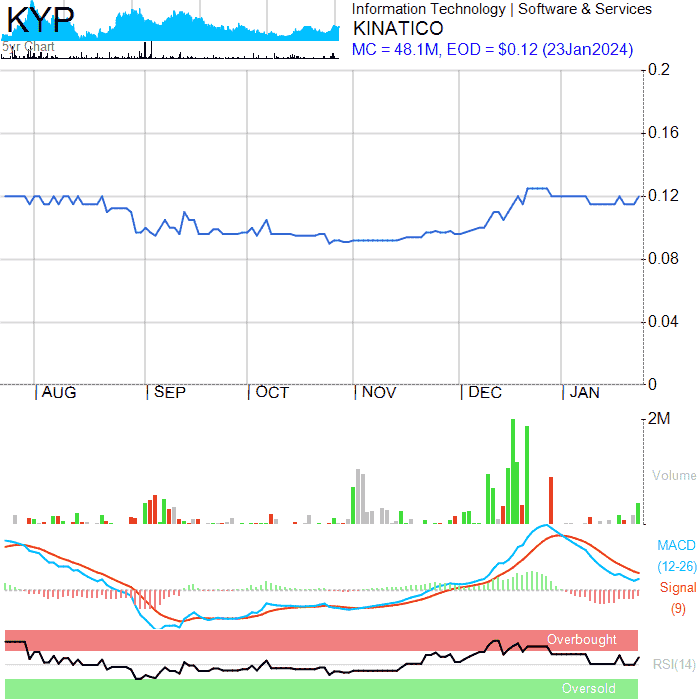 KYP
5yr Chart
Information Technology | Software & Services
KINATICO
MC = 48.1M, EOD = $0.12 (23Jan2024)
0.2
0.16
0.12
0.08
0.04
0
|AUG |SEP |OCT |NOV |DEC |JAN
2M
Volume
MACD
(12-26)
Signal
(9)
Overbought
RSI(14)
Oversold